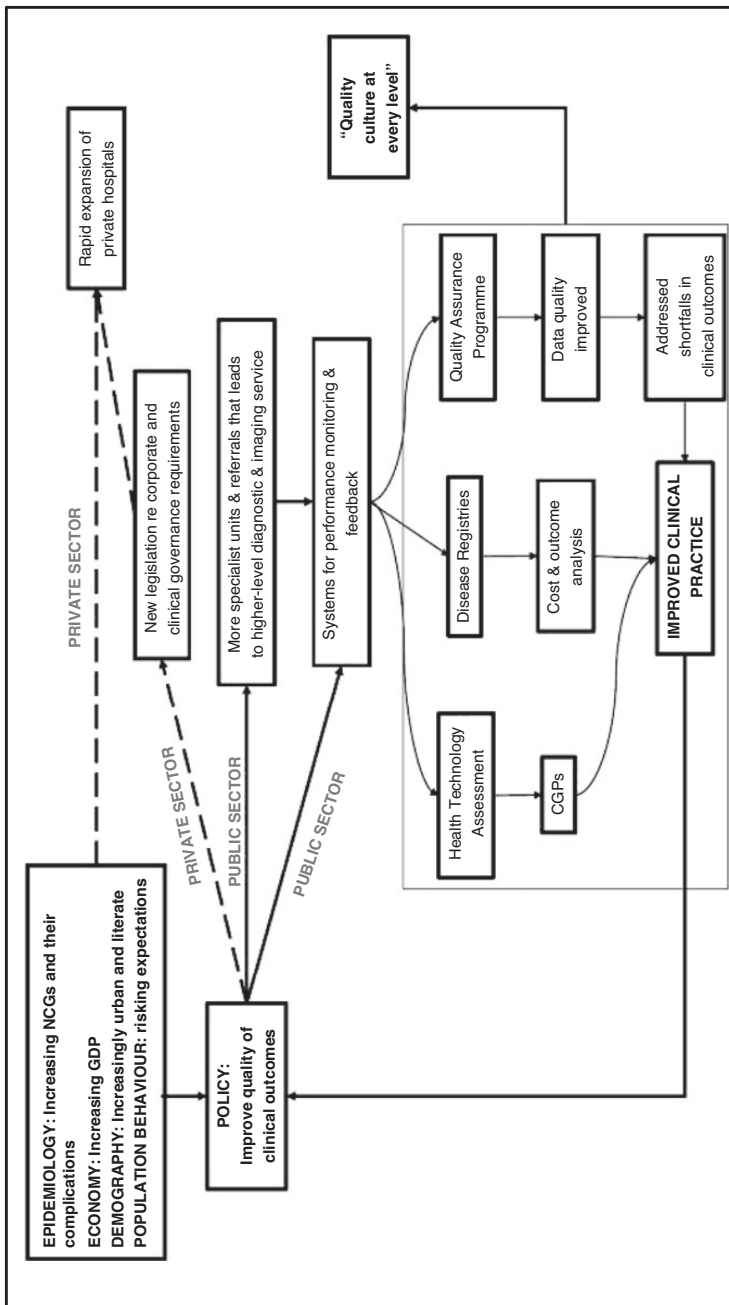 EPIDEMIOLOGY: Increasing NCGs and their
complications
ECONOMY: Increasing GDP
DEMOGRAPHY: Increasingly urban and literate
POPULATION BEHAVIOUR: risking expectations
PRIVATE SECTOR
Rapid expansion of
private hospitals
POLICY:
Improve quality of
clinical outcomes
PRIVATE SECTOR
New legislation re corporate and
clinical governance requirements
PUBLIC SECTOR
More specialist units & referrals that leads
to higher-level diagnostic & imaging service
PUBLIC SECTOR
Systems for performance monitoring &
feedback
Health Technology
Assessment
Disease Registries
Quality Assurance
Programme
CGPs
Cost & outcome
analysis
Data quality
improved
Addressed
shortfalls in
clinical outcomes
IMPROVED CLINICAL
PRACTICE
“Quality
culture at
every level”